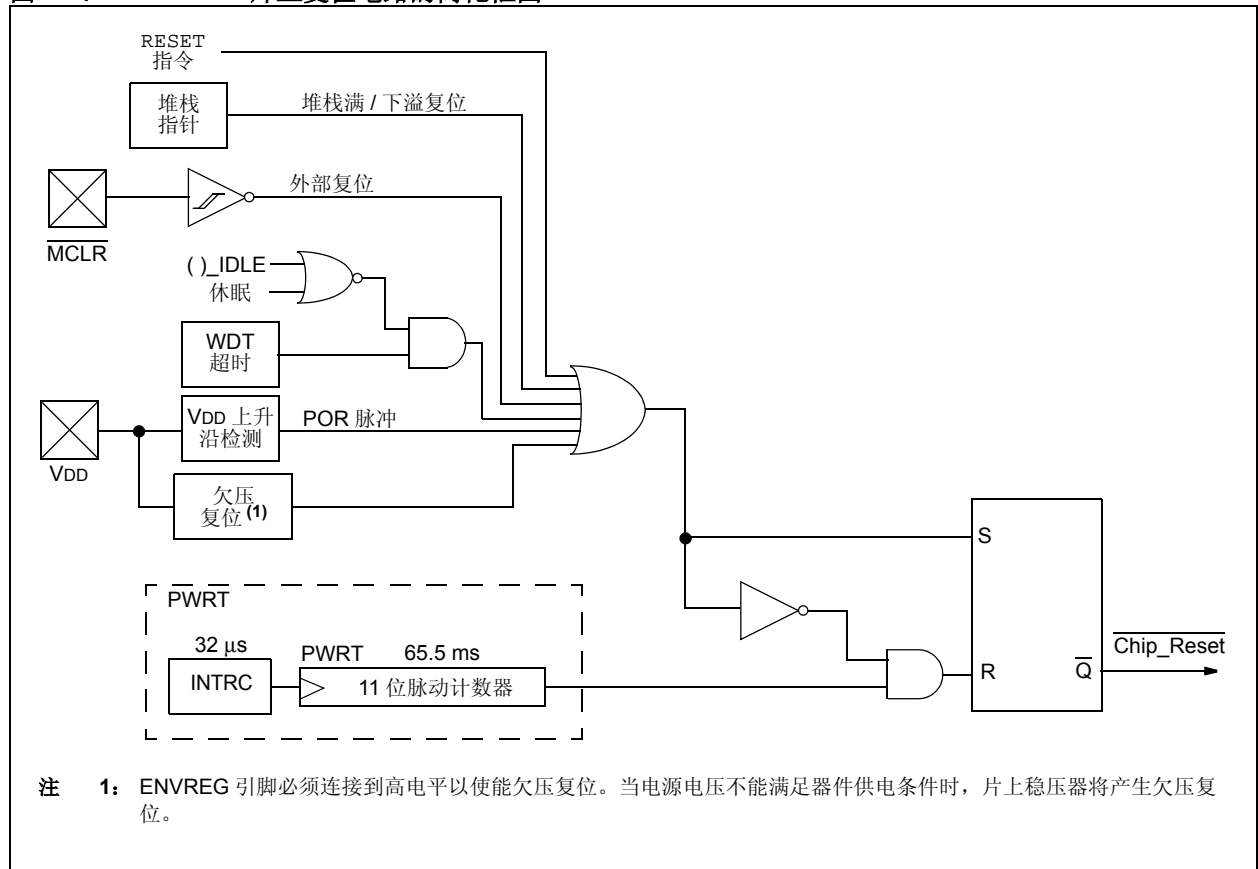 RESET
指令
堆栈
指针
堆栈满 / 下溢复位
外部复位
MCLR
( )_IDLE
休眠
WDT
超时
VDD 上升
沿检测
POR 脉冲
VDD
欠压
复位 (1)
S
PWRT
32 μs
PWRT 65.5 ms
INTRC
11 位脉动计数器
R
Q
Chip_Reset
注 1: ENVREG 引脚必须连接到高电平以使能欠压复位。当电源电压不能满足器件供电条件时，片上稳压器将产生欠压复
位。